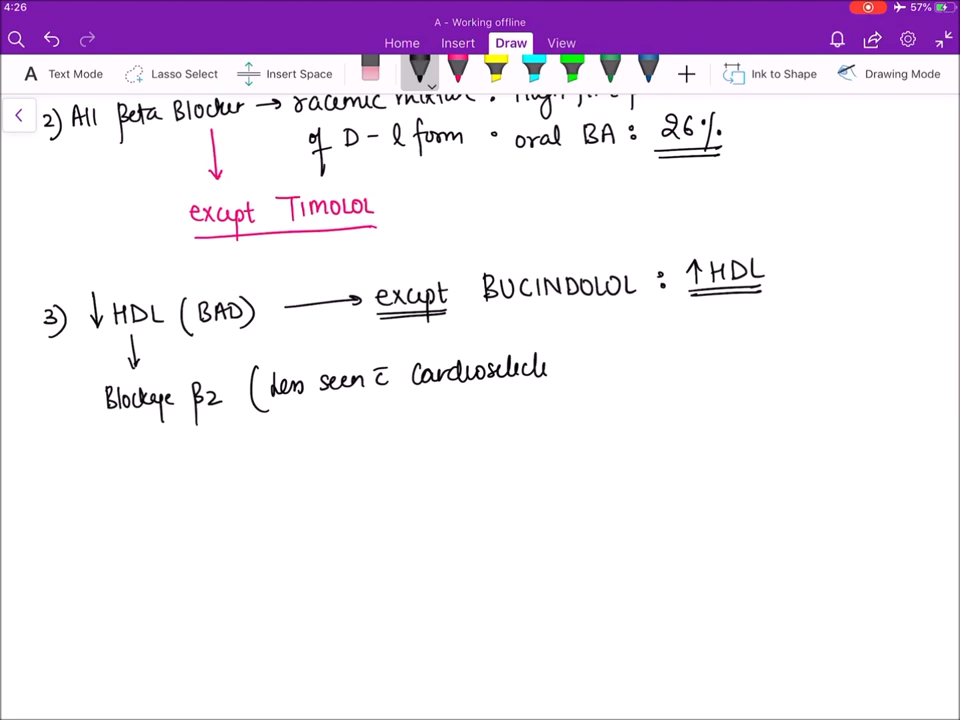 4:26
57%
A - Working offline
Home Insert Draw View
A Text Mode Lasso Select Insert Space Ink to Shape Drawing Mode
2) All Beta Blocker → racemic mixture •
of D - l form • oral BA : 26%
except TIMOLOL
3) ↓ HDL (BAD) → except BUCINDOLOL : ↑ HDL
Blockage β2 (Less seen c̅ cardioselective